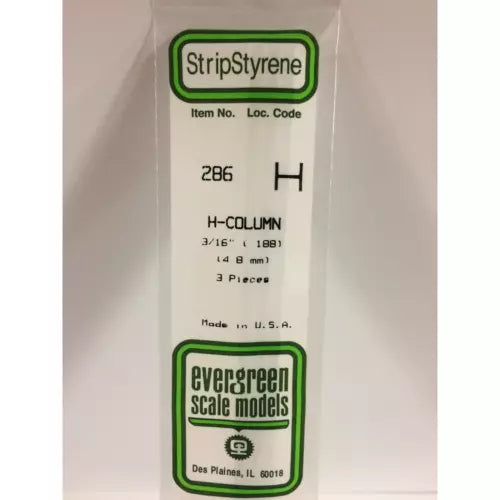 StripStyrene
Item No. Loc. Code
286 H
H-COLUMN
3/16" (.188)
(4.8 mm)
3 Pieces
Made in U.S.A.
evergreen
scale models
Des Plaines, IL 60018